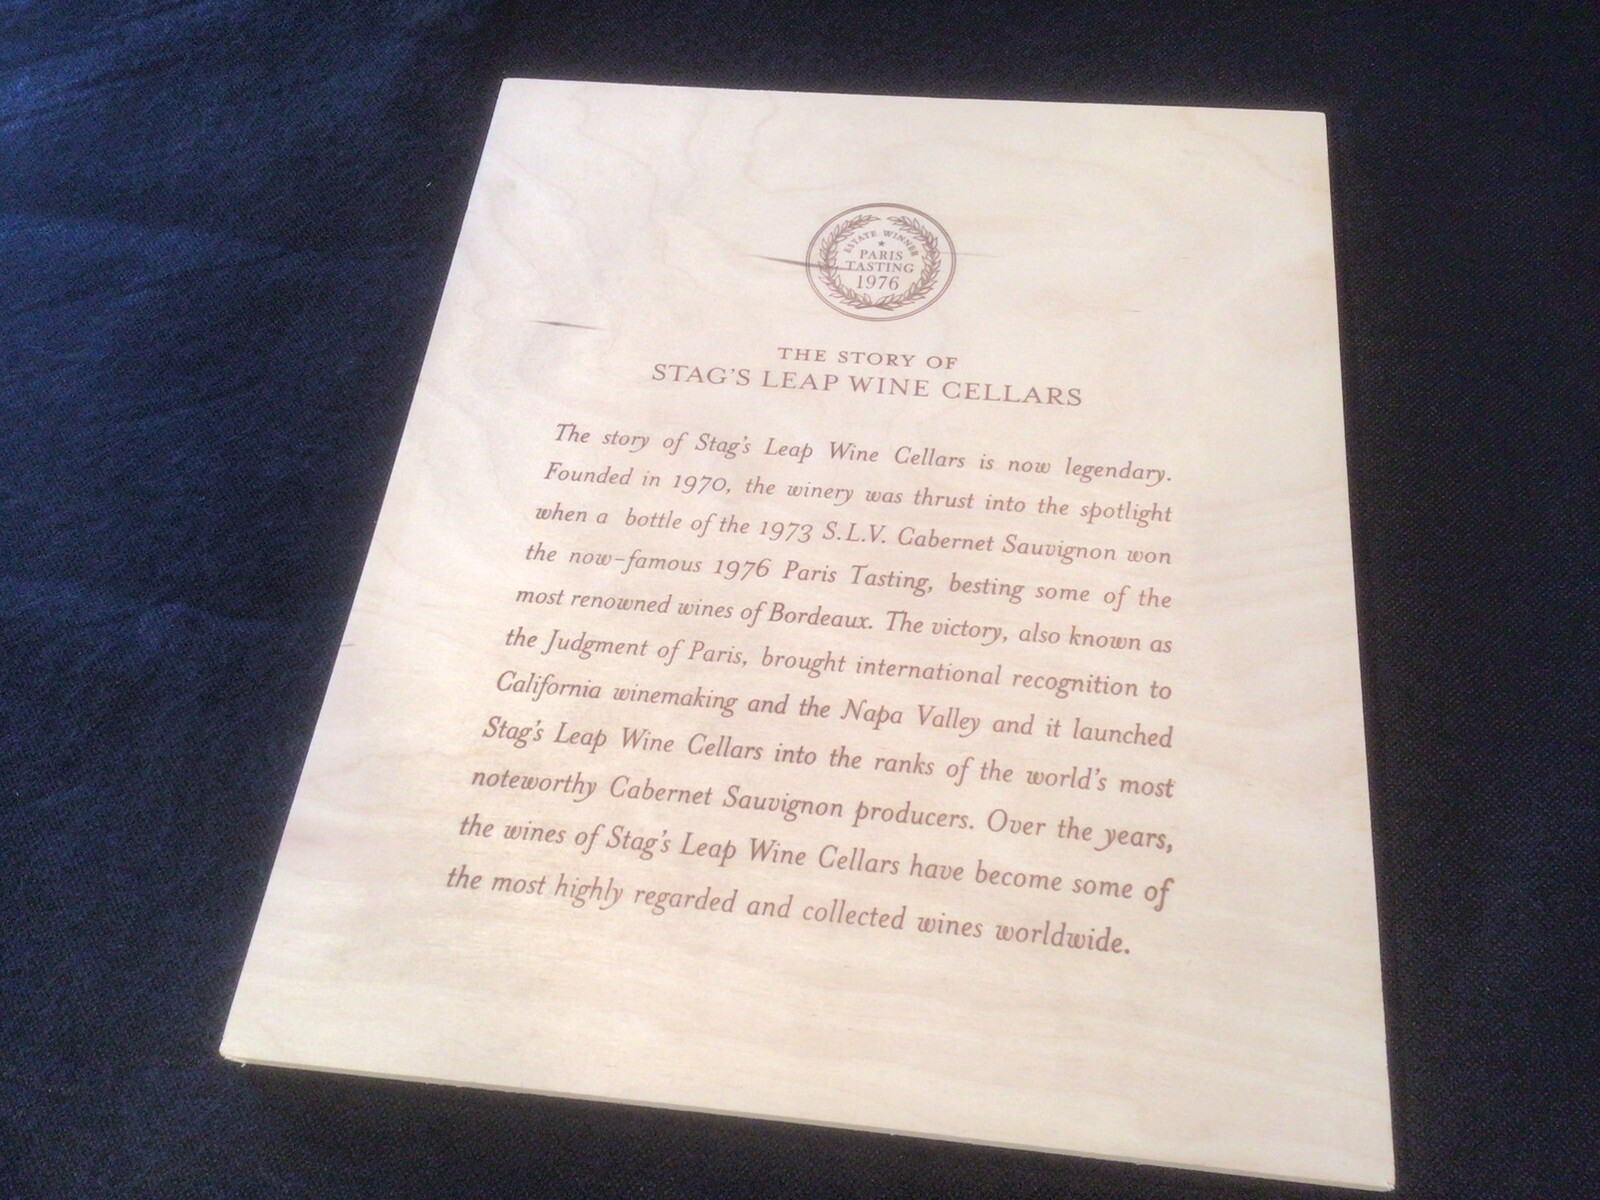 ESTATE WINNER
PARIS
TASTING
1976
THE STORY OF
STAG'S LEAP WINE CELLARS
The story of Stag's Leap Wine Cellars is now legendary.
Founded in 1970, the winery was thrust into the spotlight
when a bottle of the 1973 S.L.V. Cabernet Sauvignon won
the now-famous 1976 Paris Tasting, besting some of the
most renowned wines of Bordeaux. The victory, also known as
the Judgment of Paris, brought international recognition to
California winemaking and the Napa Valley and it launched
Stag's Leap Wine Cellars into the ranks of the world's most
noteworthy Cabernet Sauvignon producers. Over the years,
the wines of Stag's Leap Wine Cellars have become some of
the most highly regarded and collected wines worldwide.